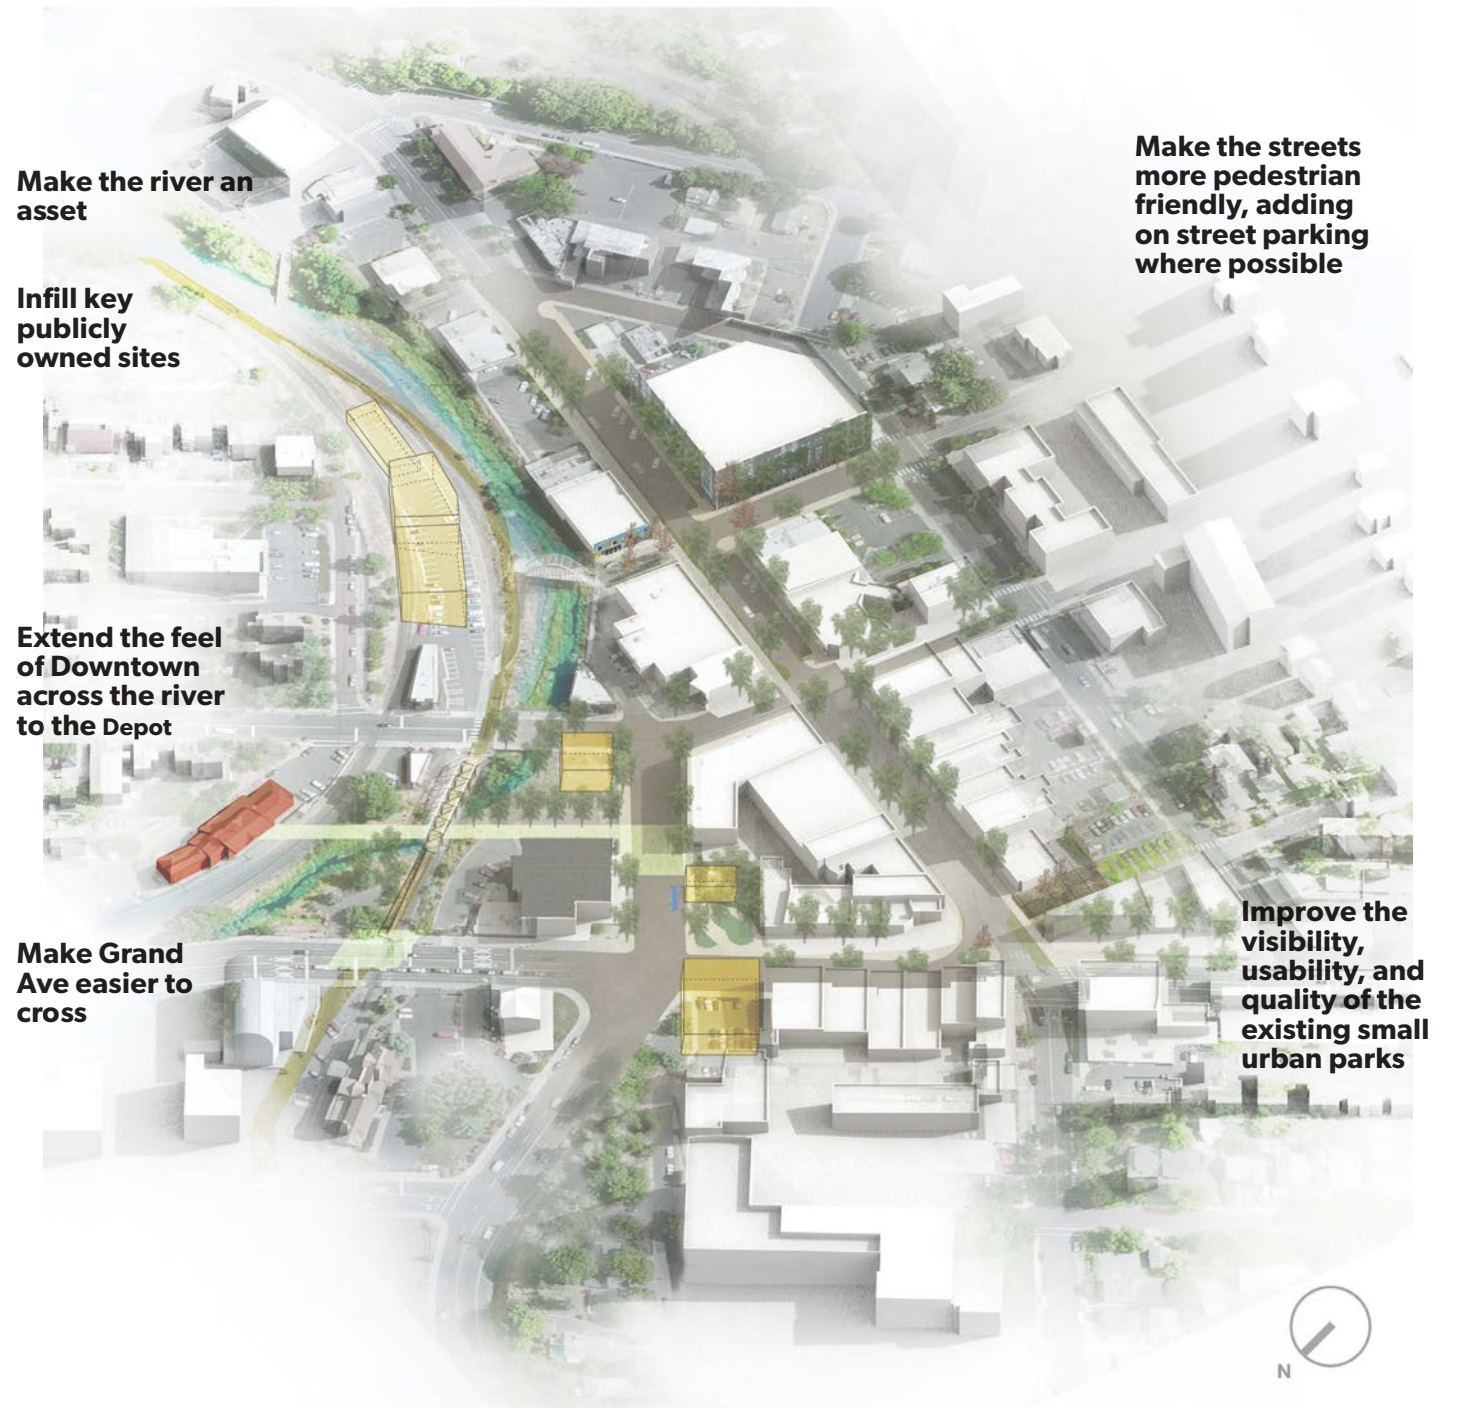 Make the river an
asset
Infill key
publicly
owned sites
Extend the feel
of Downtown
across the river
to the Depot
Make Grand
Ave easier to
cross
Make the streets
more pedestrian
friendly, adding
on street parking
where possible
Improve the
visibility,
usability, and
quality of the
existing small
urban parks
N